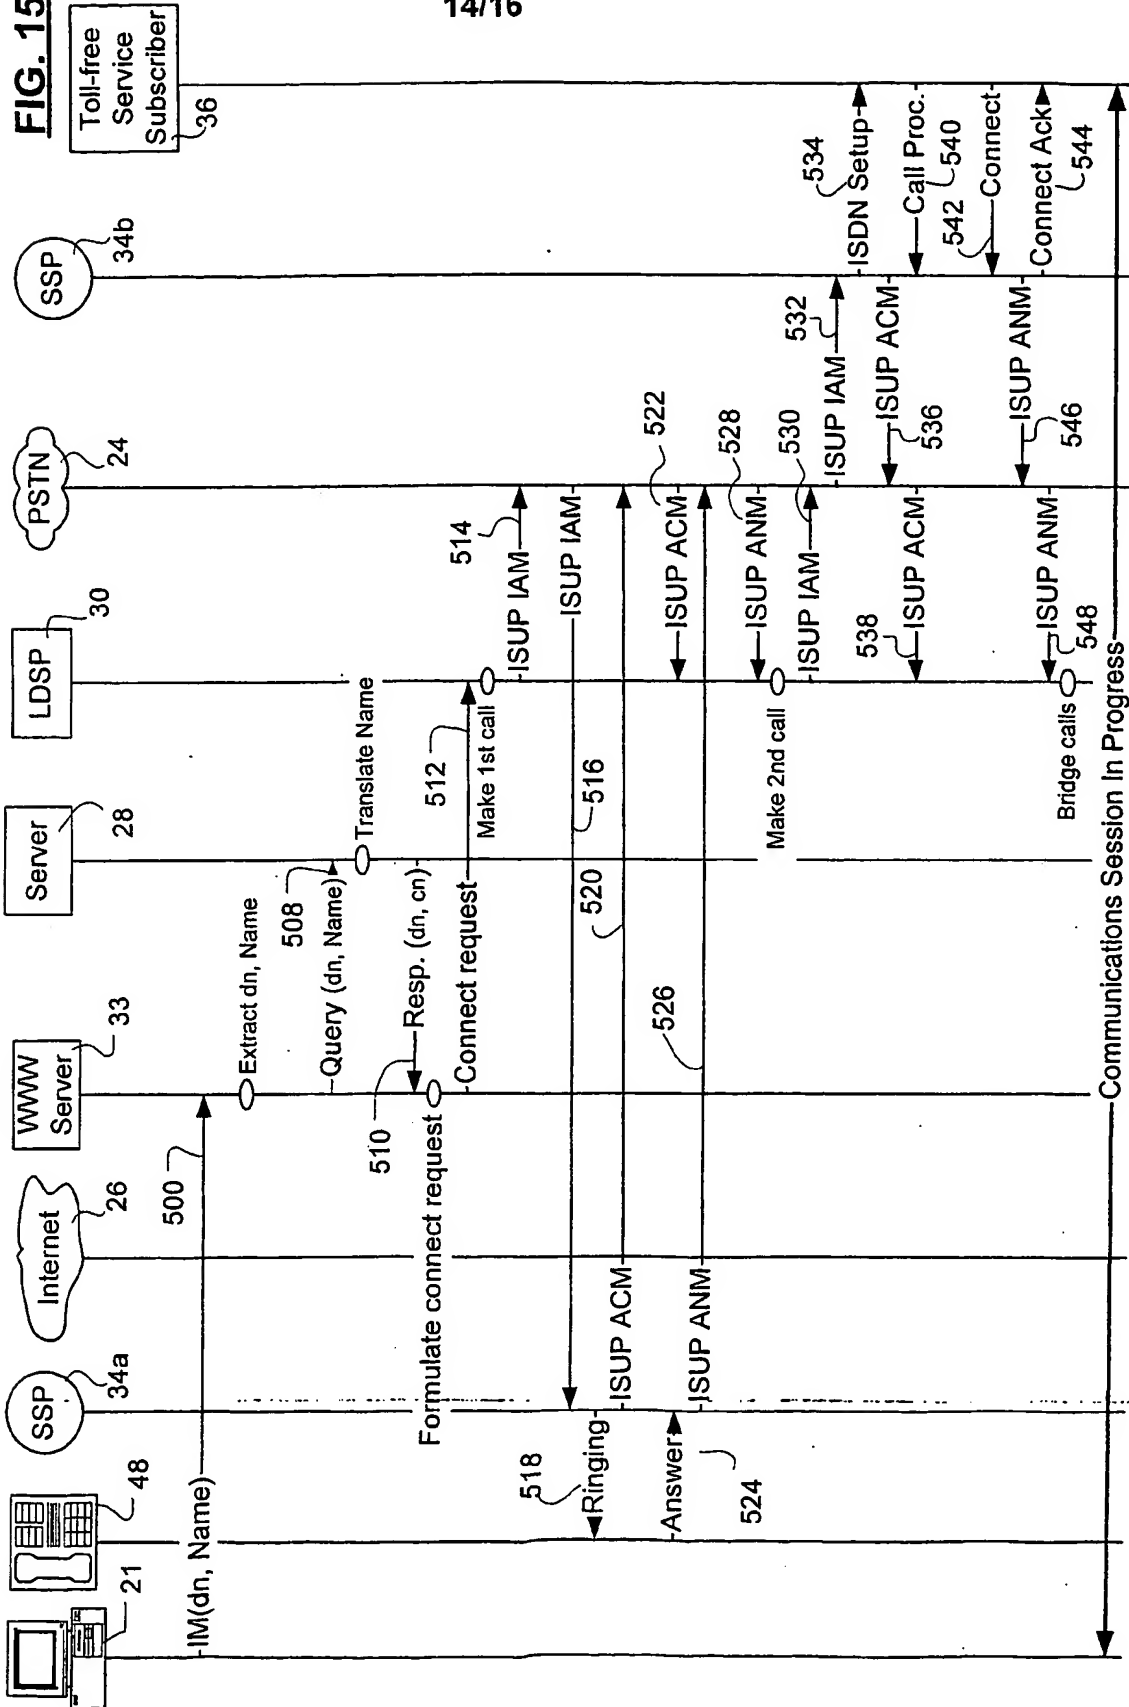 14/16
FIG. 15
21
48
SSP
34a
Internet
26
WWW
Server
33
Server
28
LDSP
30
PSTN
24
SSP
34b
Toll-free
Service
Subscriber
36
IM(dn, Name)
500
Extract dn, Name
Query (dn, Name)
508
Translate Name
Resp. (dn, cn)
510
Formulate connect request
Connect request
512
Make 1st call
ISUP IAM
514
ISUP IAM
516
Ringing
518
ISUP ACM
520
Answer
524
ISUP ACM
522
ISUP ANM
526
ISUP ANM
528
Make 2nd call
ISUP IAM
530
ISUP IAM
532
ISDN Setup
534
ISUP ACM
536
Call Proc.
540
ISUP ACM
538
Connect
542
ISUP ANM
546
Connect Ack
544
ISUP ANM
548
Bridge calls
Communications Session In Progress